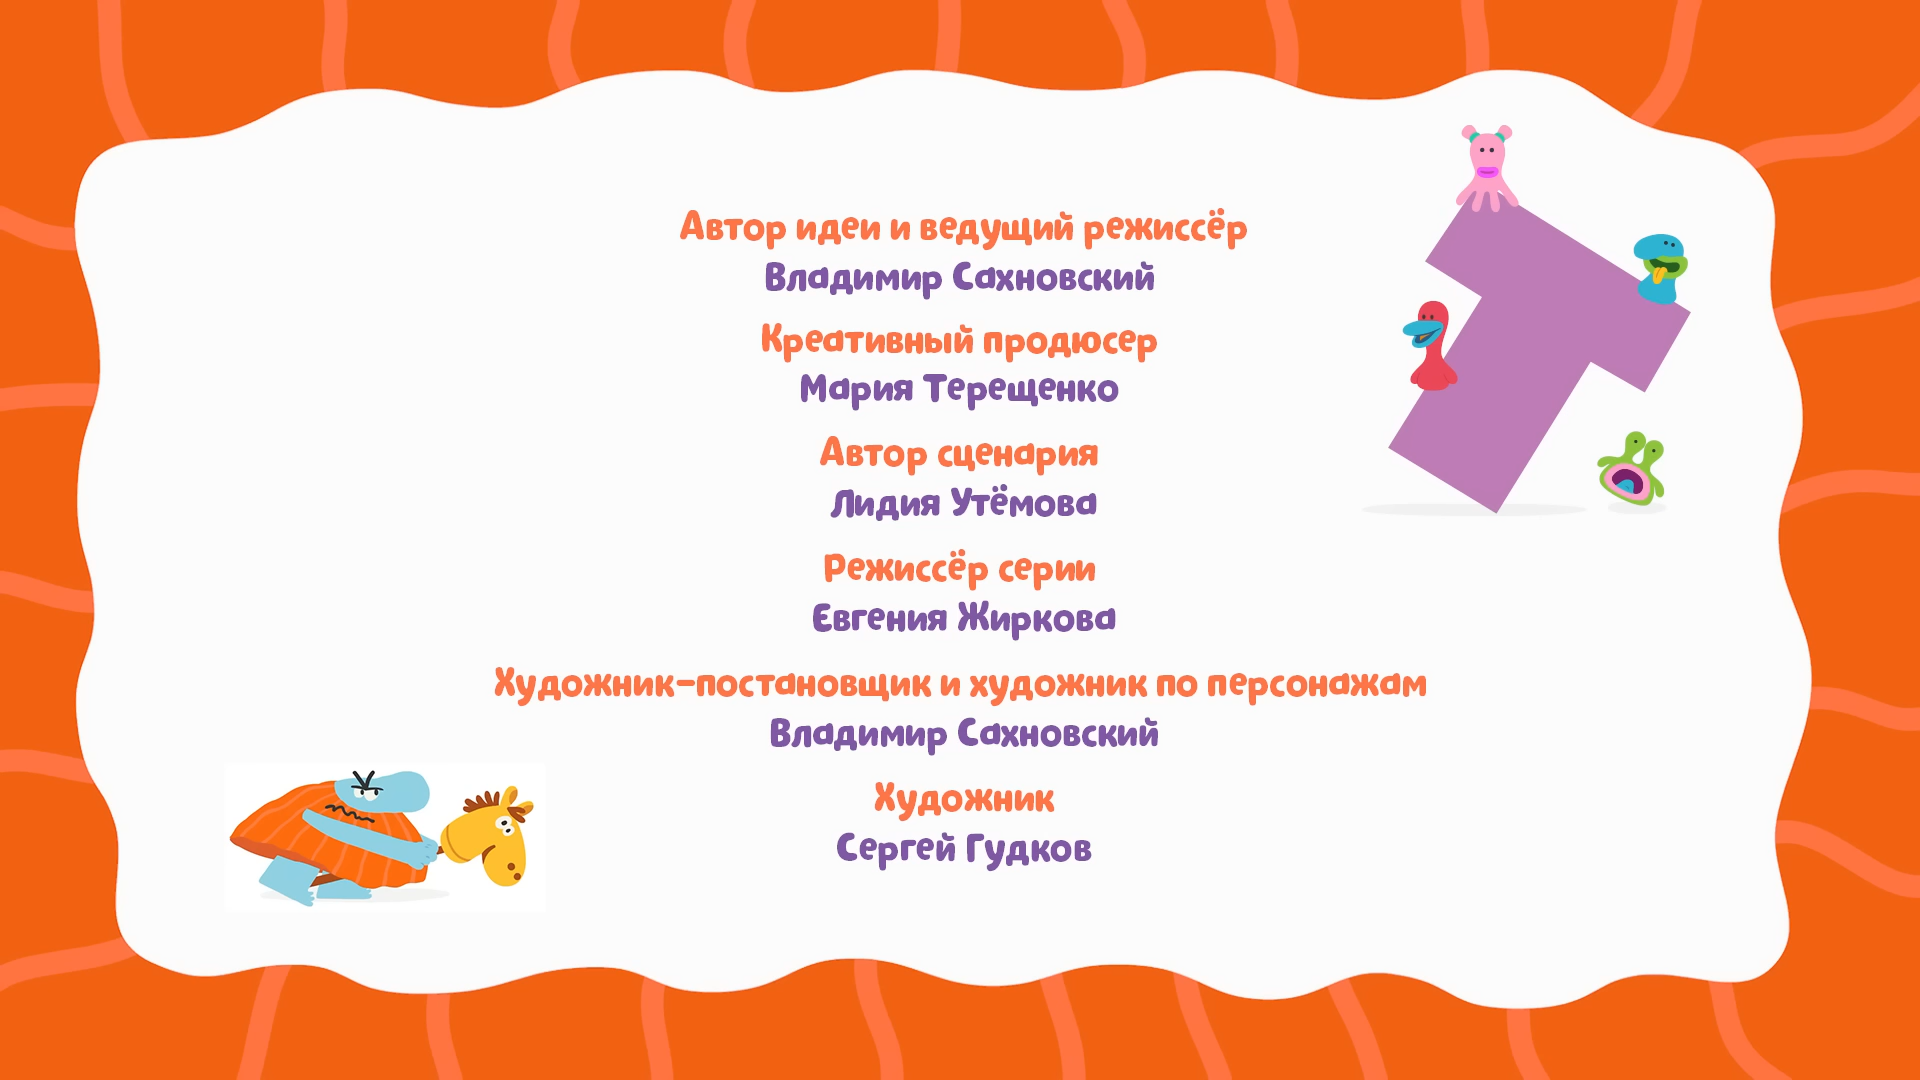 Автор идеи и ведущий режиссёр
Владимир Сахновский
Креативный продюсер
Мария Терещенко
Автор сценария
Лидия Утёмова
Режиссёр серии
Евгения Жиркова
Художник-постановщик и художник по персонажам
Владимир Сахновский
Художник
Сергей Гудков
Т